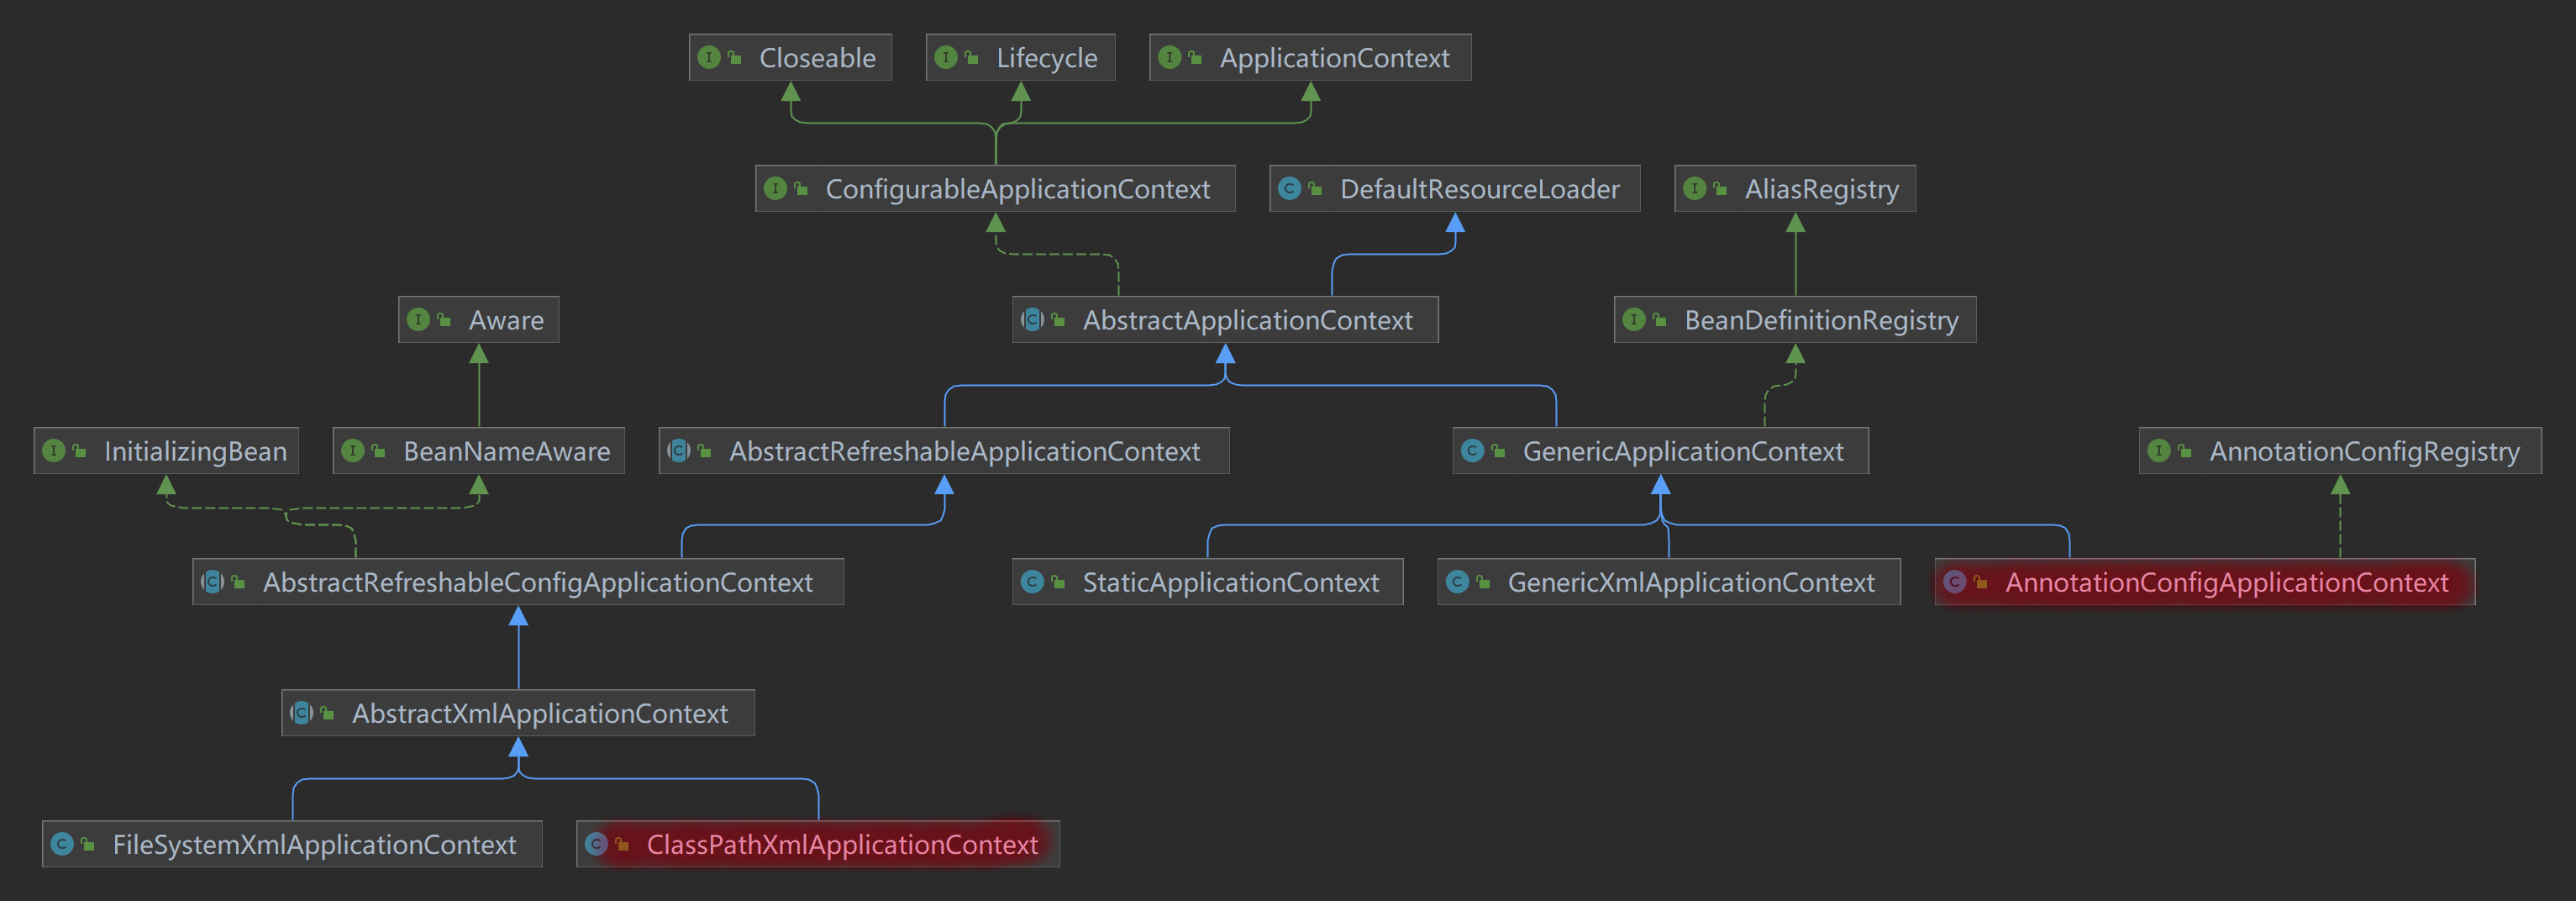 Closeable
Lifecycle
ApplicationContext
ConfigurableApplicationContext
DefaultResourceLoader
AliasRegistry
Aware
AbstractApplicationContext
BeanDefinitionRegistry
InitializingBean
BeanNameAware
AbstractRefreshableApplicationContext
GenericApplicationContext
AnnotationConfigRegistry
AbstractRefreshableConfigApplicationContext
StaticApplicationContext
GenericXmlApplicationContext
AnnotationConfigApplicationContext
AbstractXmlApplicationContext
FileSystemXmlApplicationContext
ClassPathXmlApplicationContext